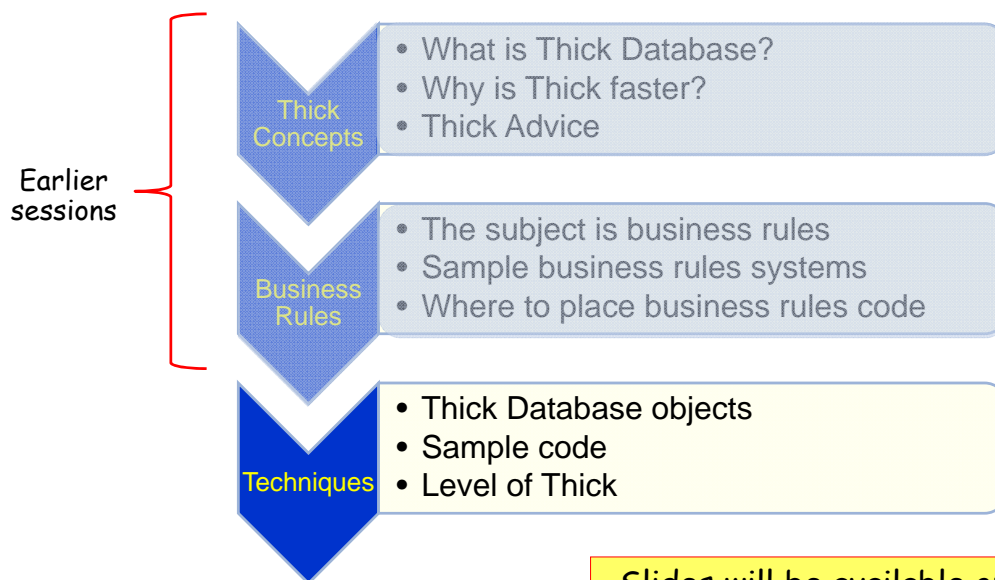 Earlier
sessions
Thick
Concepts
• What is Thick Database?
• Why is Thick faster?
• Thick Advice
Business
Rules
• The subject is business rules
• Sample business rules systems
• Where to place business rules code
Techniques
• Thick Database objects
• Sample code
• Level of Thick
Slides will be available